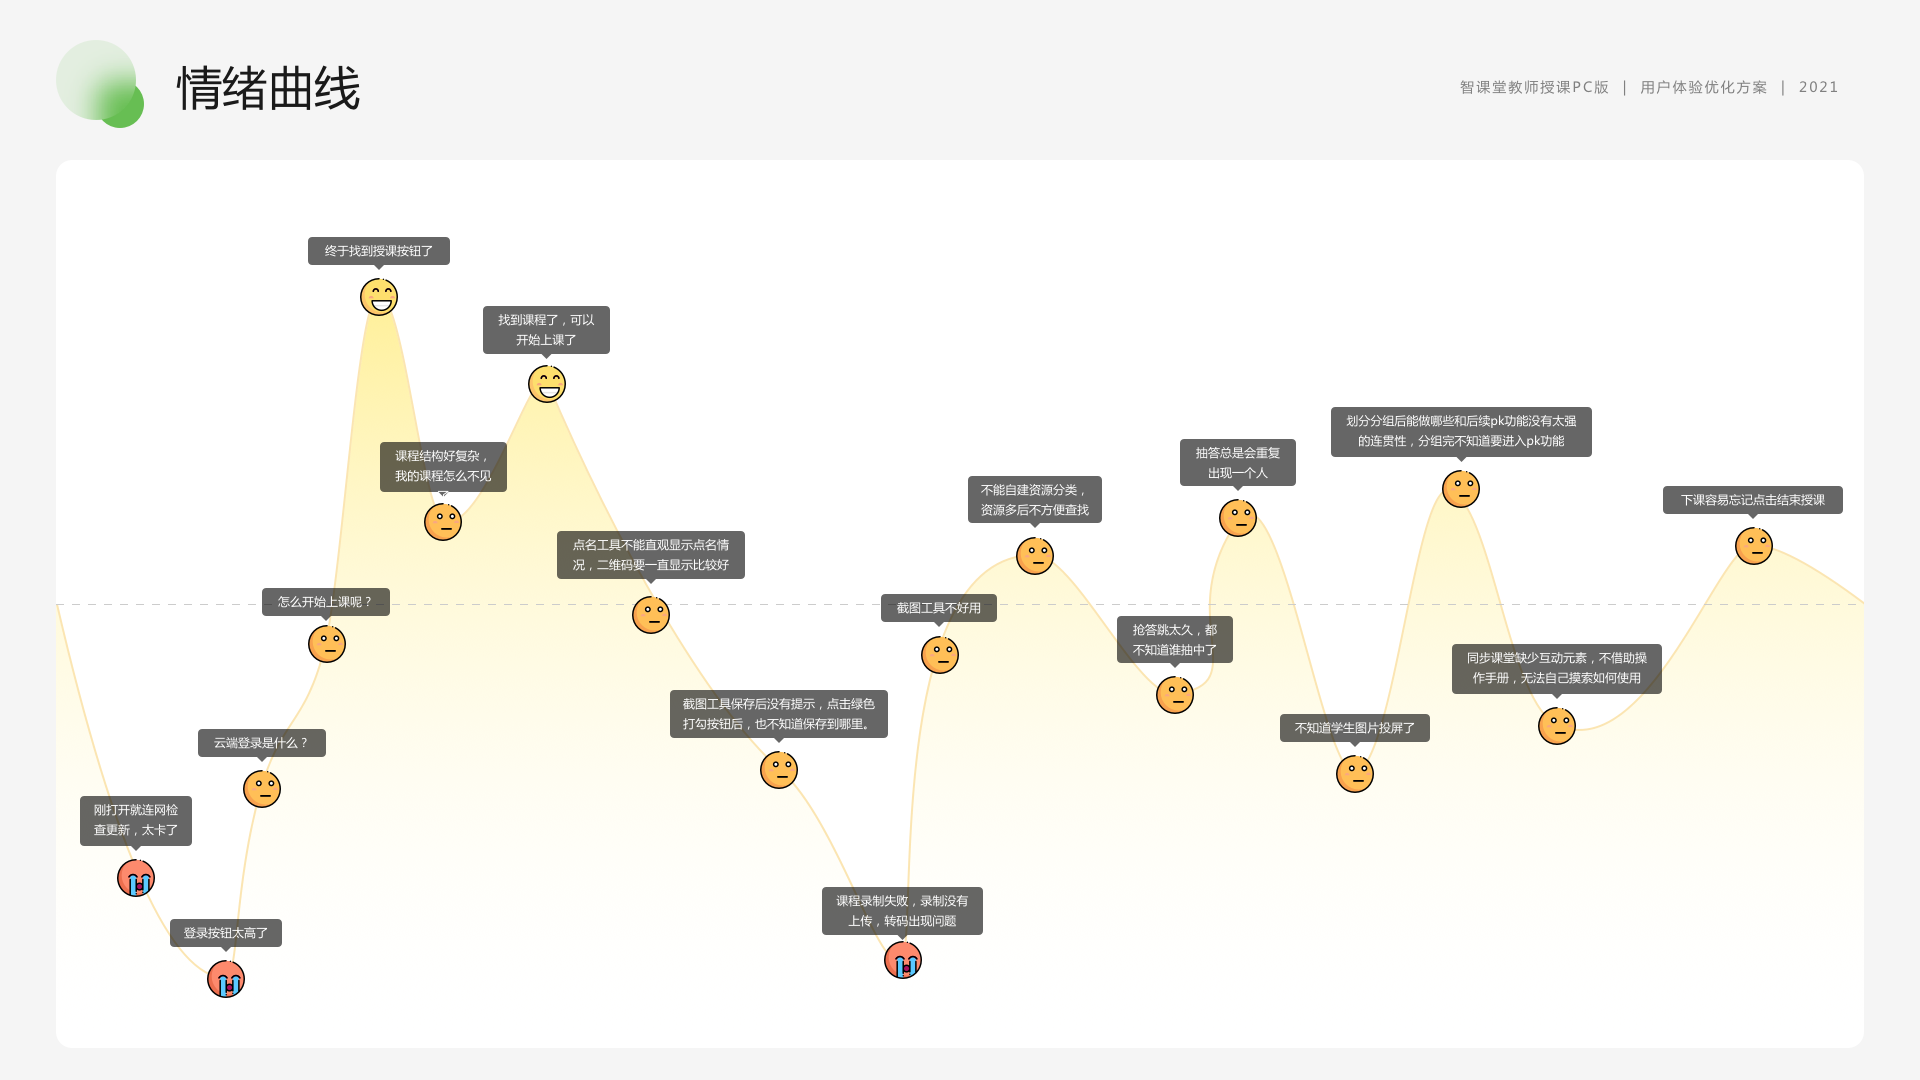 情绪曲线
智课堂教师授课PC版 | 用户体验优化方案 | 2021
终于找到授课按钮了
找到课程了，可以
开始上课了
课程结构好复杂，
我的课程怎么不见
点名工具不能直观显示点名情
况，二维码要一直显示比较好
怎么开始上课呢？
云端登录是什么？
刚打开就连网检
查更新，太卡了
登录按钮太高了
截图工具保存后没有提示，点击绿色
打勾按钮后，也不知道保存到哪里。
课程录制失败，录制没有
上传，转码出现问题
截图工具不好用
不能自建资源分类，
资源多后不方便查找
抢答跳太久，都
不知道谁抽中了
抽答总是会重复
出现一个人
不知道学生图片投屏了
划分分组后能做哪些和后续pk功能没有太强
的连贯性，分组完不知道要进入pk功能
同步课堂缺少互动元素，不借助操
作手册，无法自己摸索如何使用
下课容易忘记点击结束授课